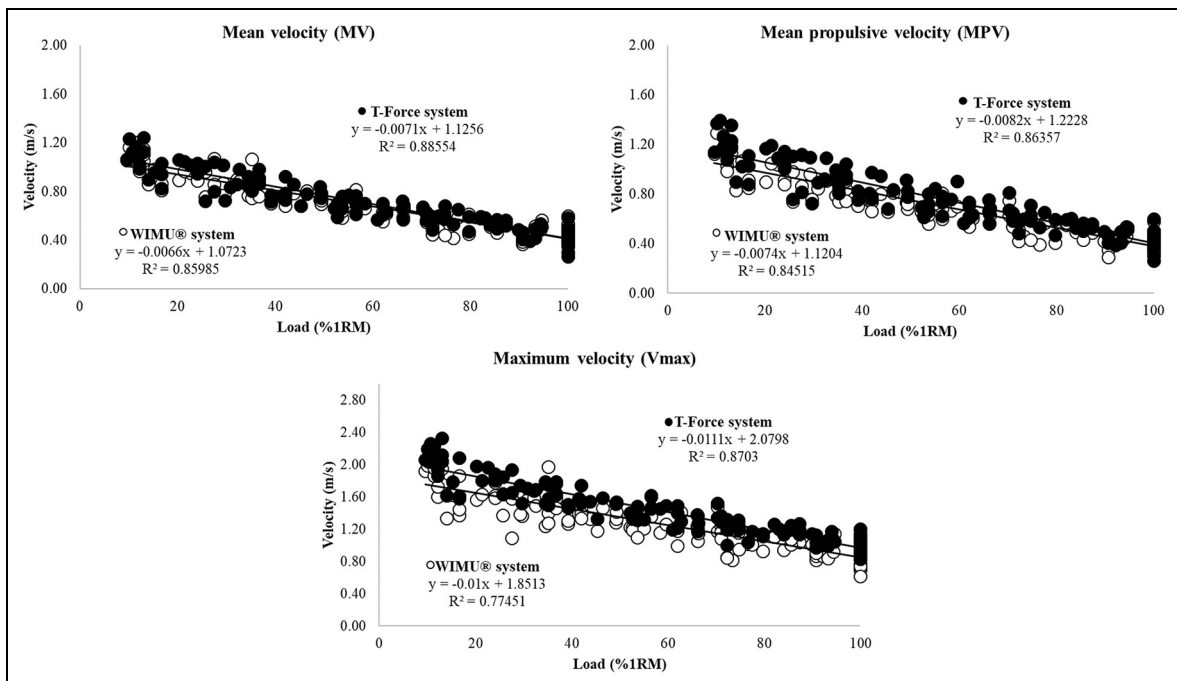 Mean velocity (MV)
2.00
1.60
1.20
0.80
0.40
0.00
Velocity (m/s)
T-Force system
y = -0.0071x + 1.1256
R² = 0.88554
WIMU® system
y = -0.0066x + 1.0723
R² = 0.85985
0 20 40 60 80 100
Load (%1RM)
Mean propulsive velocity (MPV)
2.00
1.60
1.20
0.80
0.40
0.00
Velocity (m/s)
T-Force system
y = -0.0082x + 1.2228
R² = 0.86357
WIMU® system
y = -0.0074x + 1.1204
R² = 0.84515
0 20 40 60 80 100
Load (%1RM)
Maximum velocity (Vmax)
2.80
2.40
2.00
1.60
1.20
0.80
0.40
0.00
Velocity (m/s)
T-Force system
y = -0.0111x + 2.0798
R² = 0.8703
WIMU® system
y = -0.01x + 1.8513
R² = 0.77451
0 20 40 60 80 100
Load (%1RM)